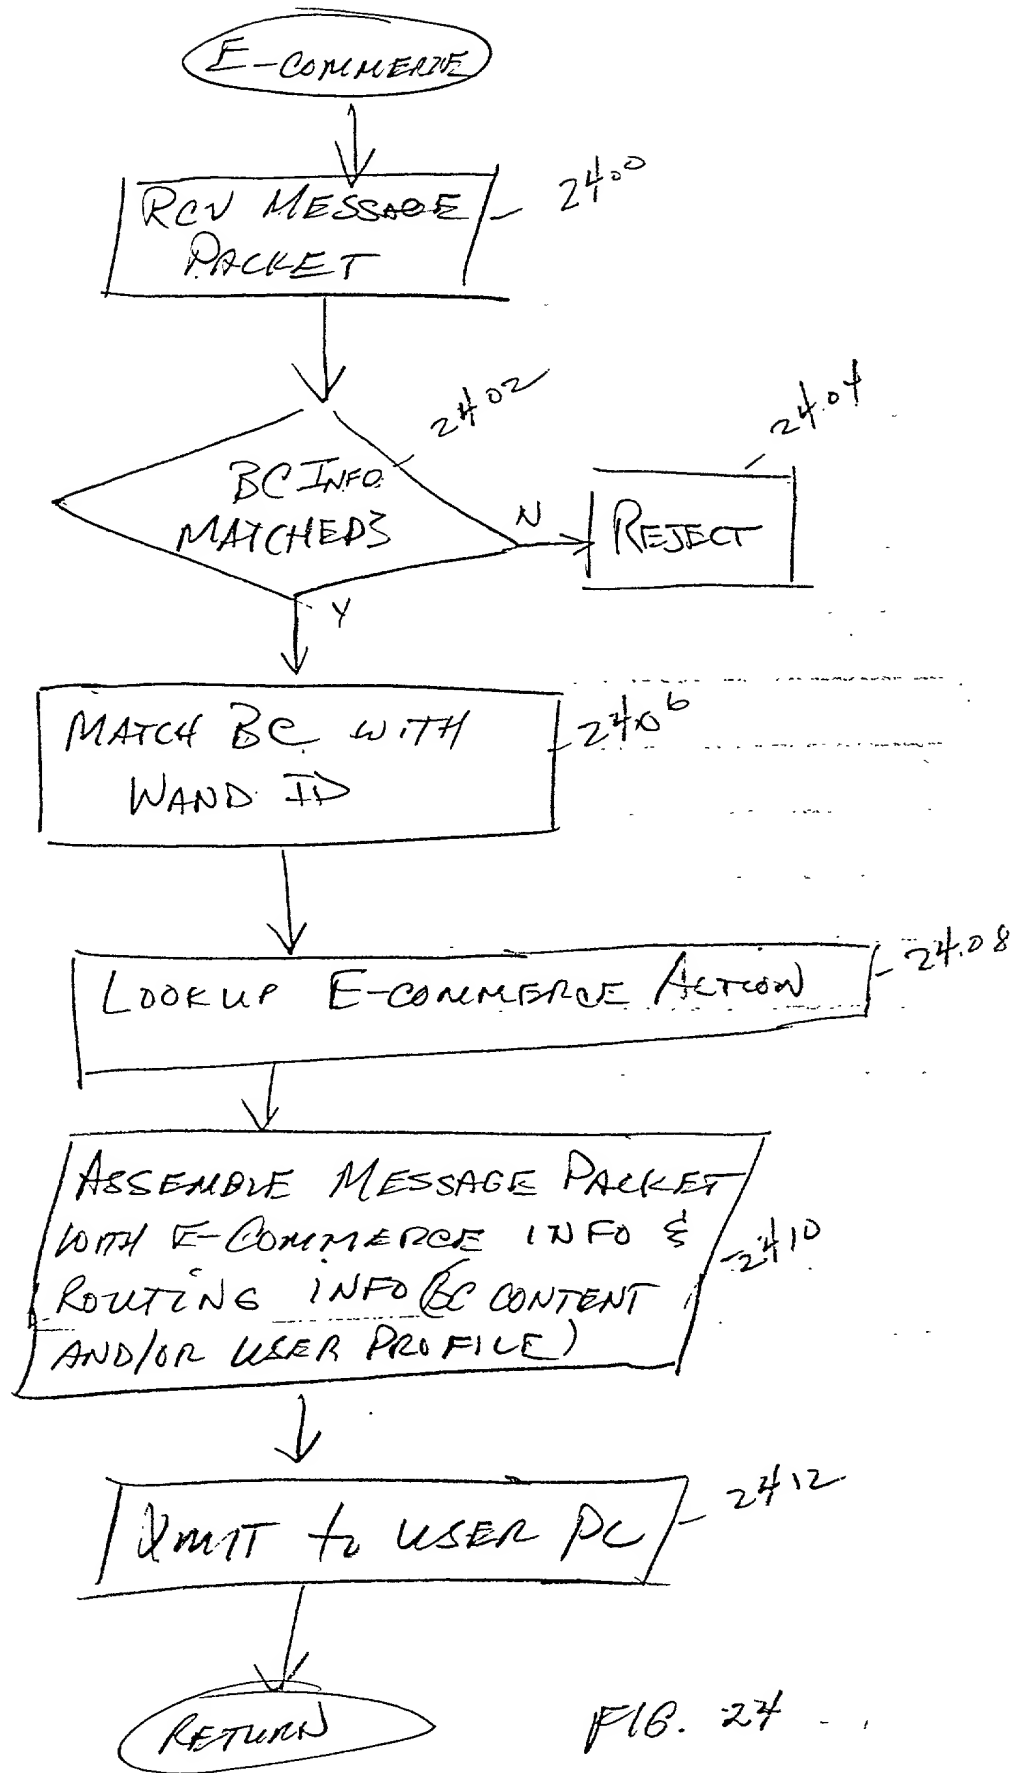 E-COMMERCE
RCV MESSAGE
PACKET
2400
2402
2404
BC INFO
MATCHED?
N
REJECT
Y
MATCH BC WITH
WAND ID
2406
LOOKUP E-COMMERCE ACTION
2408
ASSEMBLE MESSAGE PACKET
WITH E-COMMERCE INFO &
ROUTING INFO (BC CONTENT
AND/OR USER PROFILE)
2410
XMIT to USER PC
2412
RETURN
FIG. 24